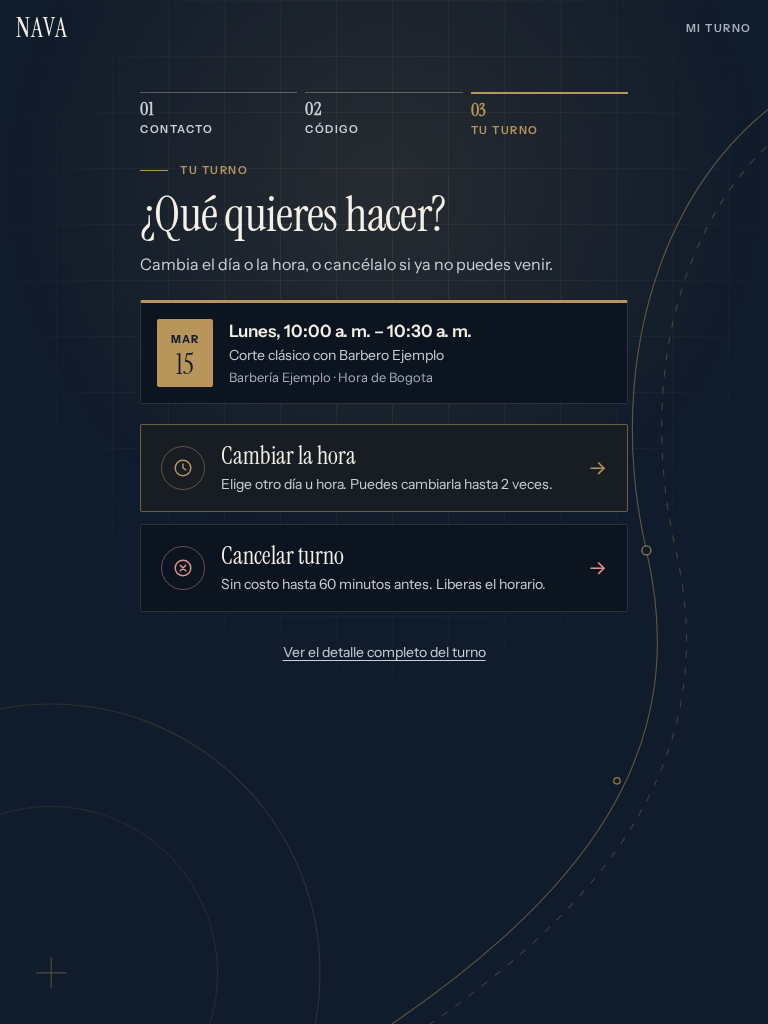 NAVA
MI TURNO
01
CONTACTO
02
CÓDIGO
03
TU TURNO
TU TURNO
¿Qué quieres hacer?
Cambia el día o la hora, o cancélalo si ya no puedes venir.
MAR
15
Lunes, 10:00 a. m. – 10:30 a. m.
Corte clásico con Barbero Ejemplo
Barbería Ejemplo · Hora de Bogota
Cambiar la hora
Elige otro día u hora. Puedes cambiarla hasta 2 veces.
Cancelar turno
Sin costo hasta 60 minutos antes. Liberas el horario.
Ver el detalle completo del turno